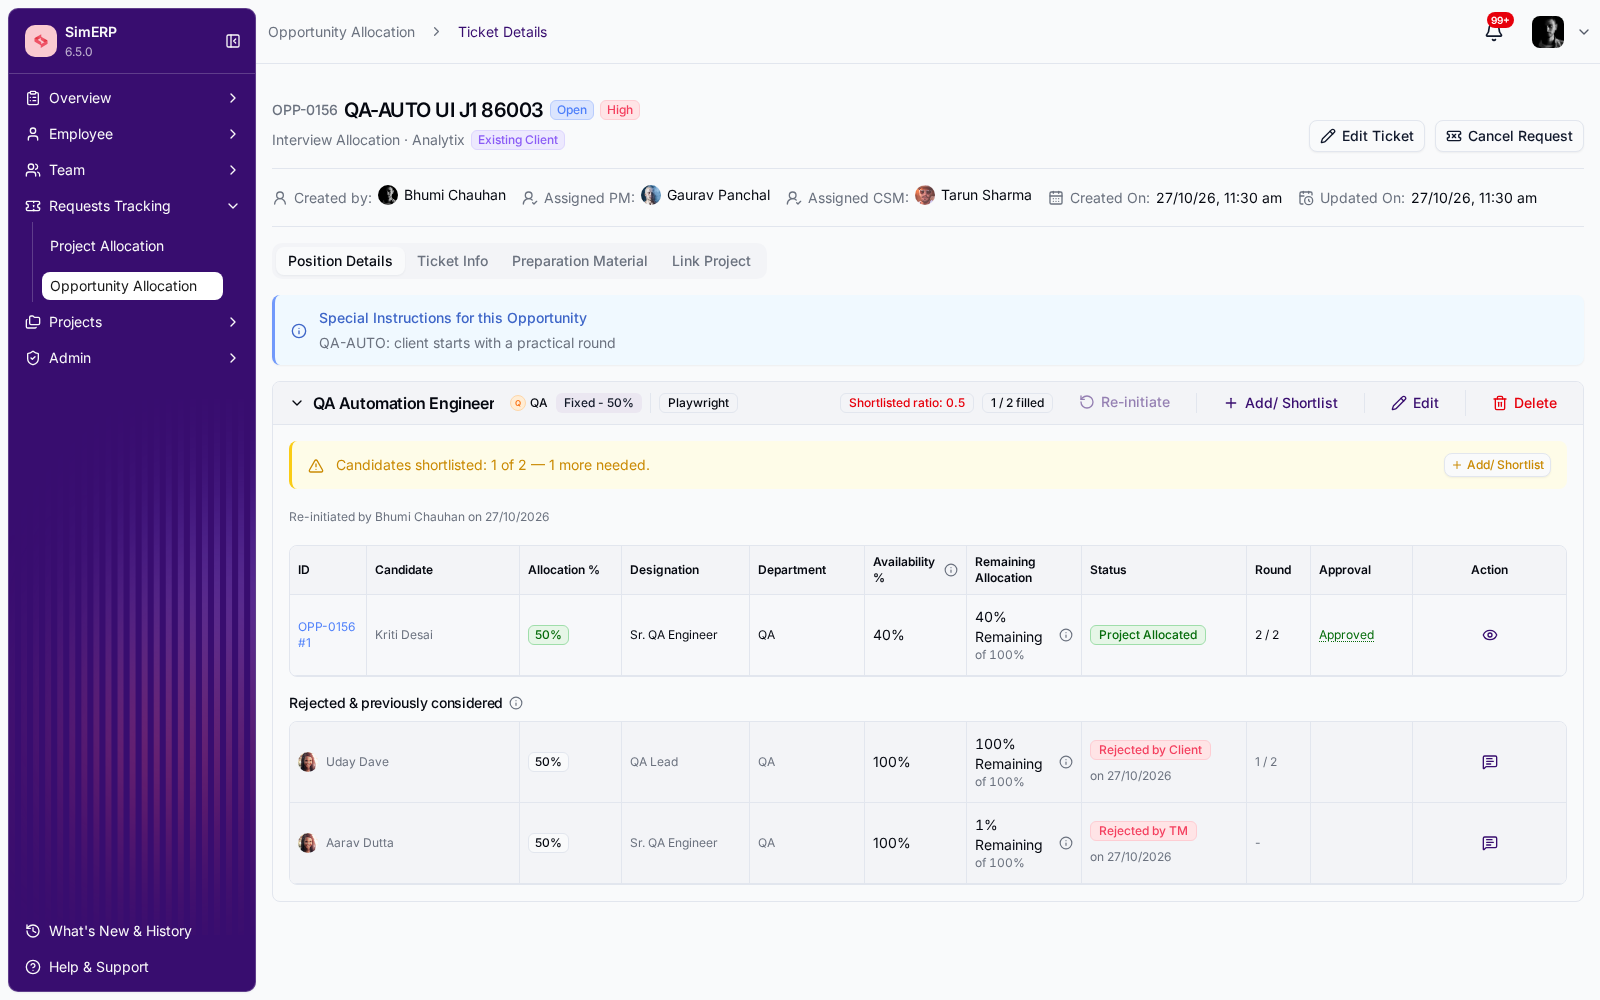 SimERP
6.5.0
Overview
Employee
Team
Requests Tracking
Project Allocation
Opportunity Allocation
Projects
Admin
What's New & History
Help & Support
Opportunity Allocation > Ticket Details
99+
OPP-0156 QA-AUTO UI J1 86003 Open High
Interview Allocation · Analytix Existing Client
Edit Ticket Cancel Request
Created by: Bhumi Chauhan Assigned PM: Gaurav Panchal Assigned CSM: Tarun Sharma Created On: 27/10/26, 11:30 am Updated On: 27/10/26, 11:30 am
Position Details Ticket Info Preparation Material Link Project
Special Instructions for this Opportunity
QA-AUTO: client starts with a practical round
QA Automation Engineer Q QA Fixed - 50% Playwright Shortlisted ratio: 0.5 1 / 2 filled Re-initiate + Add/ Shortlist Edit Delete
Candidates shortlisted: 1 of 2 — 1 more needed. + Add/ Shortlist
Re-initiated by Bhumi Chauhan on 27/10/2026
ID Candidate Allocation % Designation Department Availability % Remaining Allocation Status Round Approval Action
OPP-0156 #1 Kriti Desai 50% Sr. QA Engineer QA 40% 40% Remaining of 100% Project Allocated 2 / 2 Approved
Rejected & previously considered
Uday Dave 50% QA Lead QA 100% 100% Remaining of 100% Rejected by Client on 27/10/2026 1 / 2
Aarav Dutta 50% Sr. QA Engineer QA 100% 1% Remaining of 100% Rejected by TM on 27/10/2026 -